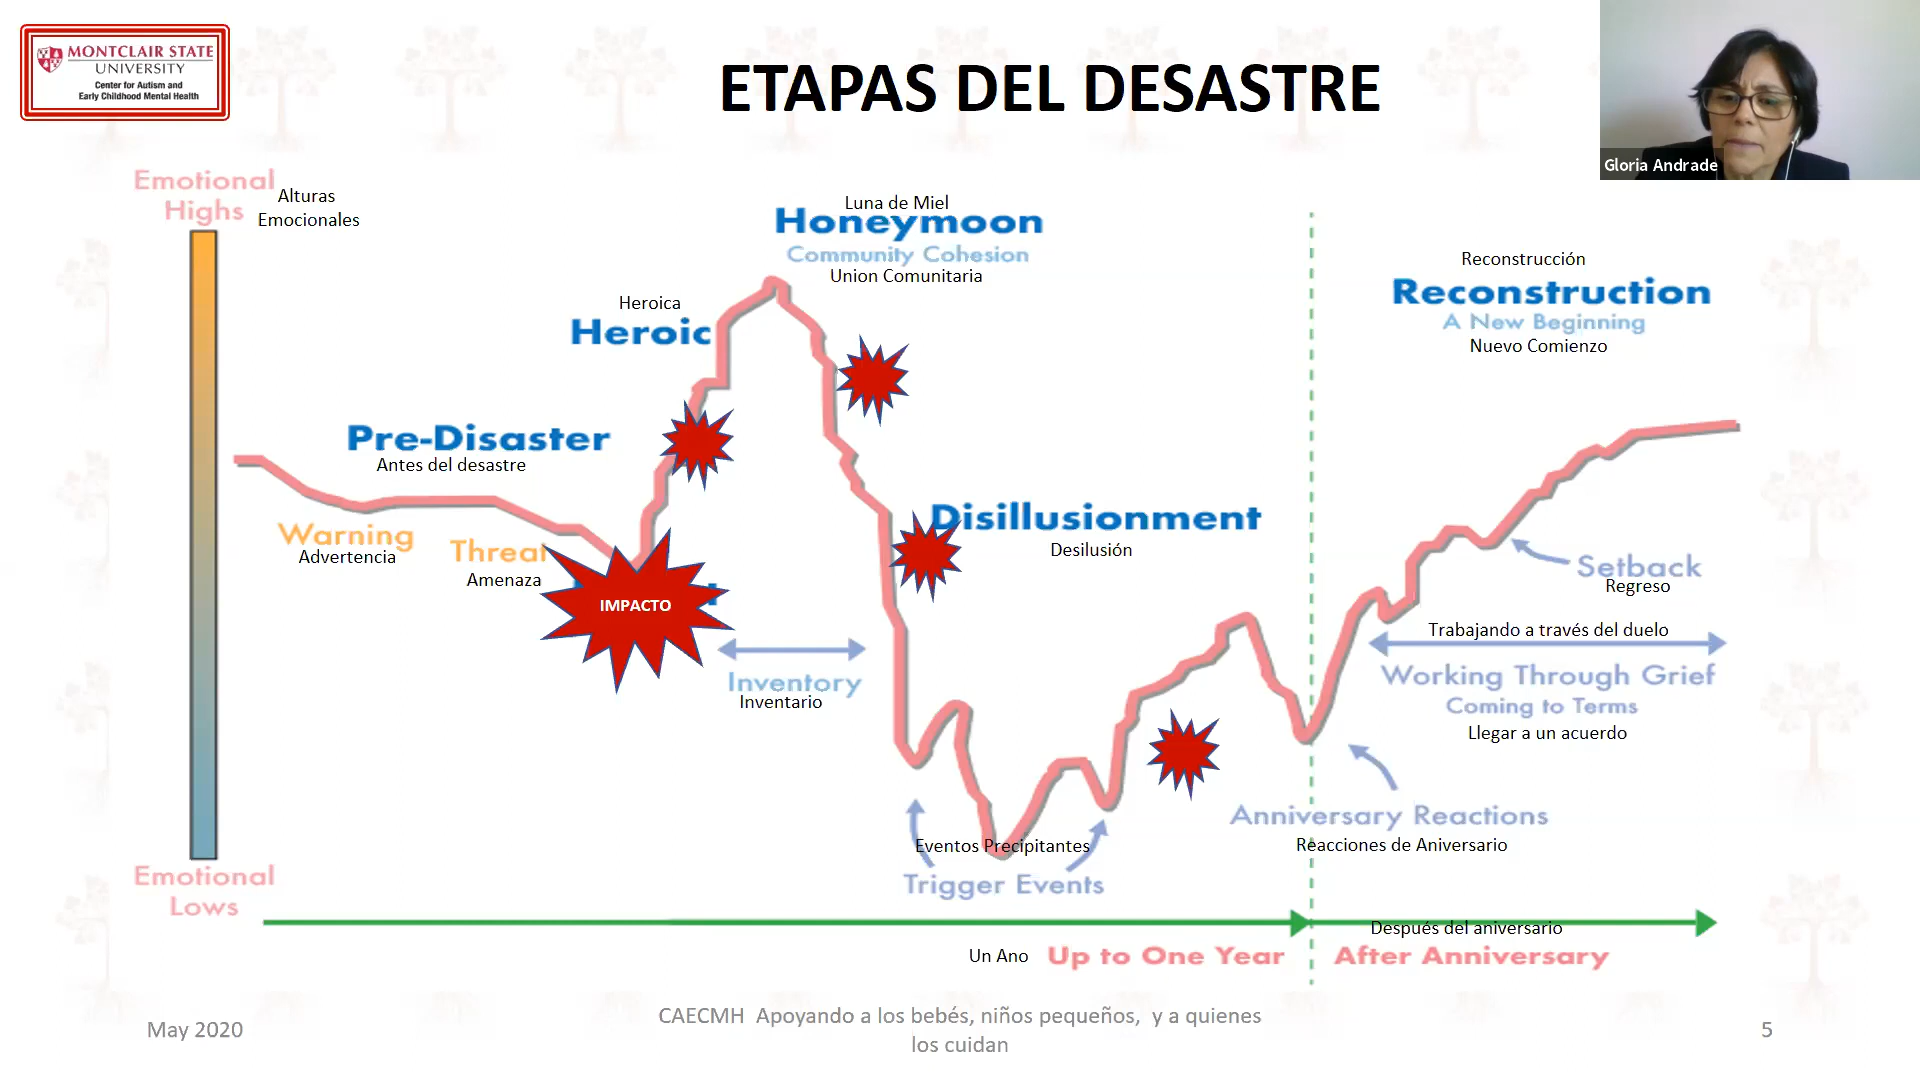 MONTCLAIR STATE
UNIVERSITY
Center for Autism and
Early Childhood Mental Health
ETAPAS DEL DESASTRE
Gloria Andrade
Emotional
Highs
Alturas
Emocionales
Luna de Miel
Honeymoon
Community Cohesion
Union Comunitaria
Heroica
Heroic
Reconstrucción
Reconstruction
A New Beginning
Nuevo Comienzo
Pre-Disaster
Antes del desastre
Warning
Advertencia
Threat
Amenaza
IMPACTO
Disillusionment
Desilusión
Setback
Regreso
Inventory
Inventario
Trabajando a través del duelo
Working Through Grief
Coming to Terms
Llegar a un acuerdo
Anniversary Reactions
Reacciones de Aniversario
Eventos Precipitantes
Trigger Events
Emotional
Lows
Un Ano
Up to One Year
Después del aniversario
After Anniversary
May 2020
CAECMH Apoyando a los bebés, niños pequeños, y a quienes
los cuidan
5